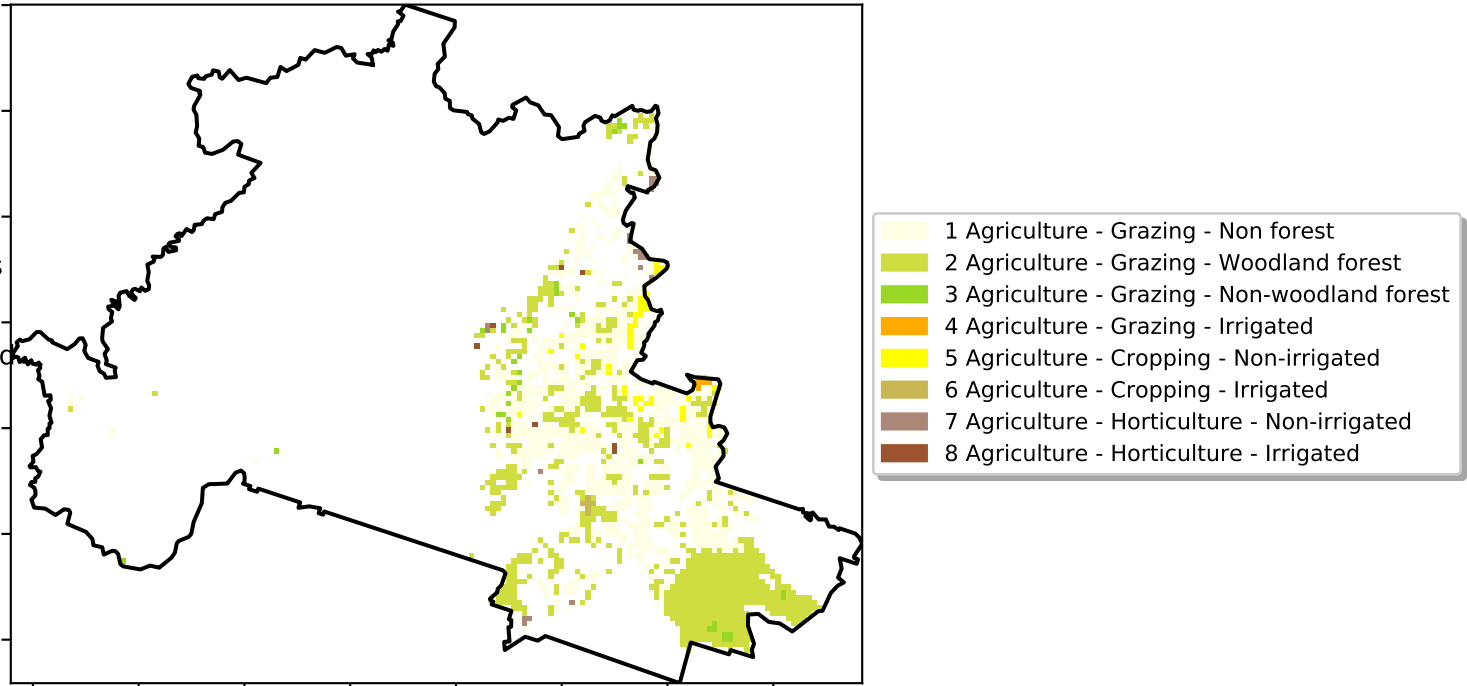 1 Agriculture - Grazing - Non forest
2 Agriculture - Grazing - Woodland forest
3 Agriculture - Grazing - Non-woodland forest
4 Agriculture - Grazing - Irrigated
5 Agriculture - Cropping - Non-irrigated
6 Agriculture - Cropping - Irrigated
7 Agriculture - Horticulture - Non-irrigated
8 Agriculture - Horticulture - Irrigated